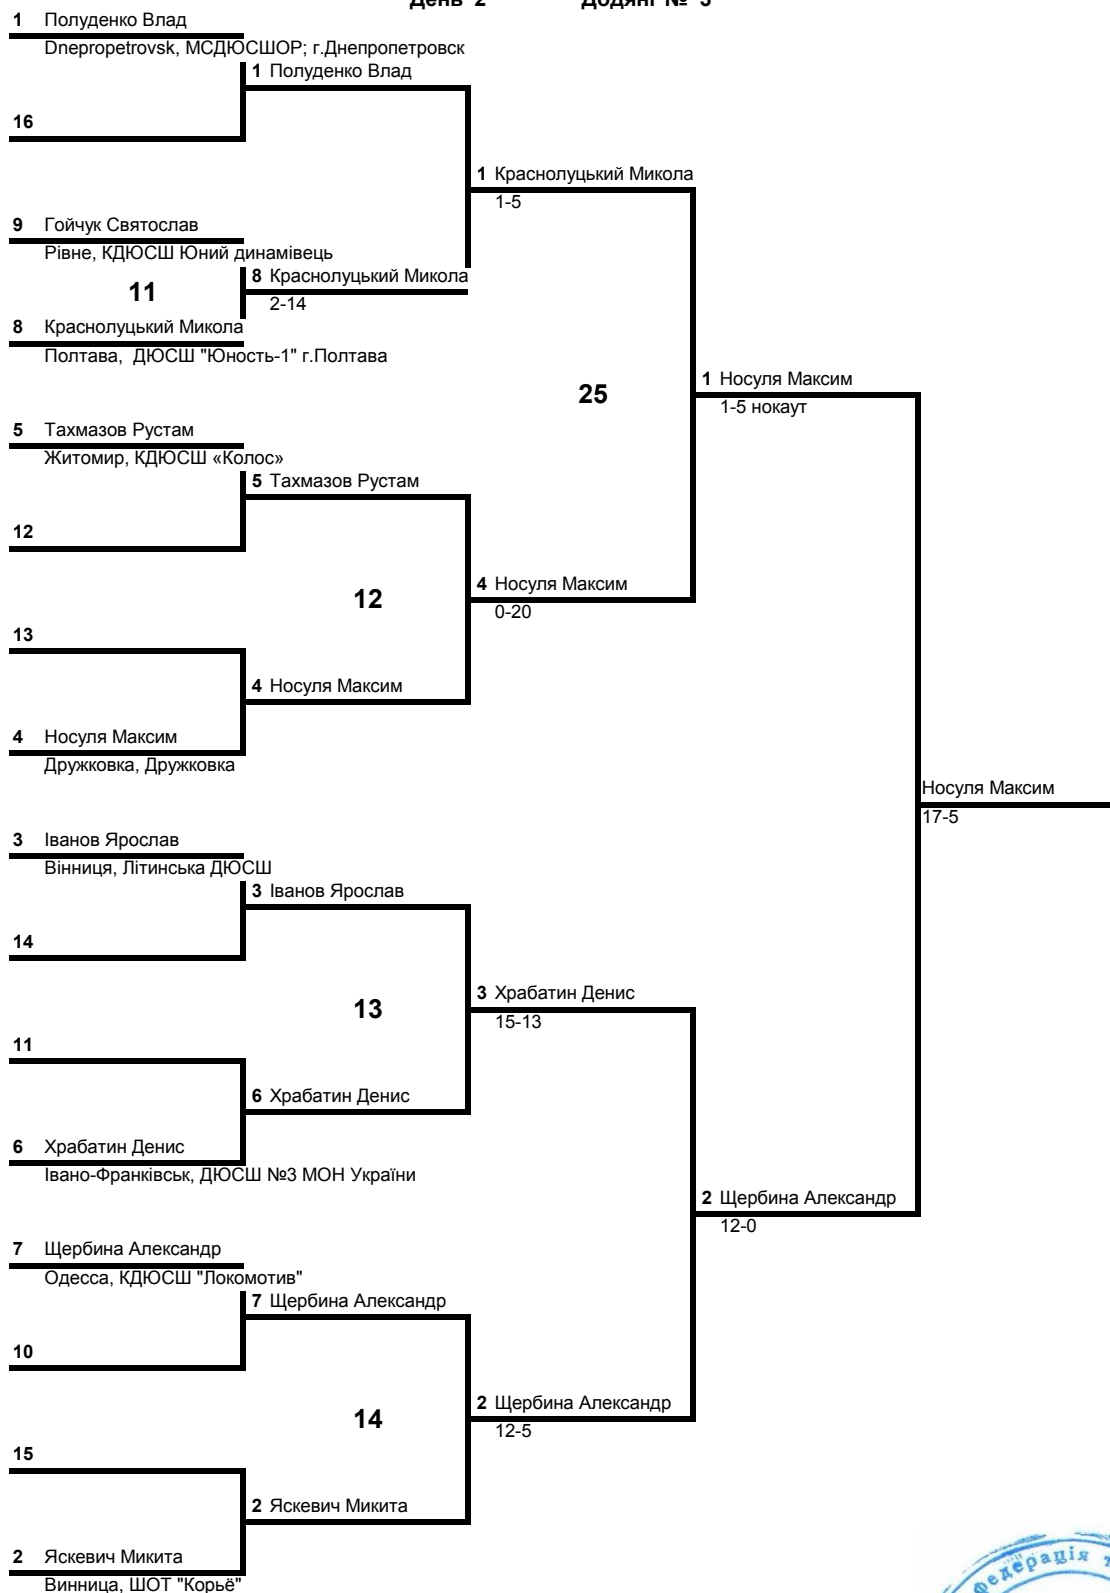 День 2 Додянг № 3
1 Полуденко Влад
Dnepropetrovsk, МСДЮСШОР; г.Днепропетровск
1 Полуденко Влад
16
1 Краснолуцький Микола
1-5
9 Гойчук Святослав
Рівне, КДЮСШ Юний динамівець
8 Краснолуцький Микола
11
2-14
8 Краснолуцький Микола
Полтава, ДЮСШ "Юность-1" г.Полтава
1 Носуля Максим
25
1-5 нокаут
5 Тахмазов Рустам
Житомир, КДЮСШ «Колос»
5 Тахмазов Рустам
12
4 Носуля Максим
12
0-20
13
4 Носуля Максим
4 Носуля Максим
Дружковка, Дружковка
Носуля Максим
17-5
3 Іванов Ярослав
Вінниця, Літинська ДЮСШ
3 Іванов Ярослав
14
3 Храбатин Денис
13
15-13
11
6 Храбатин Денис
6 Храбатин Денис
Івано-Франківськ, ДЮСШ №3 МОН України
2 Щербина Александр
12-0
7 Щербина Александр
Одесса, КДЮСШ "Локомотив"
7 Щербина Александр
10
2 Щербина Александр
14
12-5
15
2 Яскевич Микита
2 Яскевич Микита
Винница, ШОТ "Корьё"
федерація т